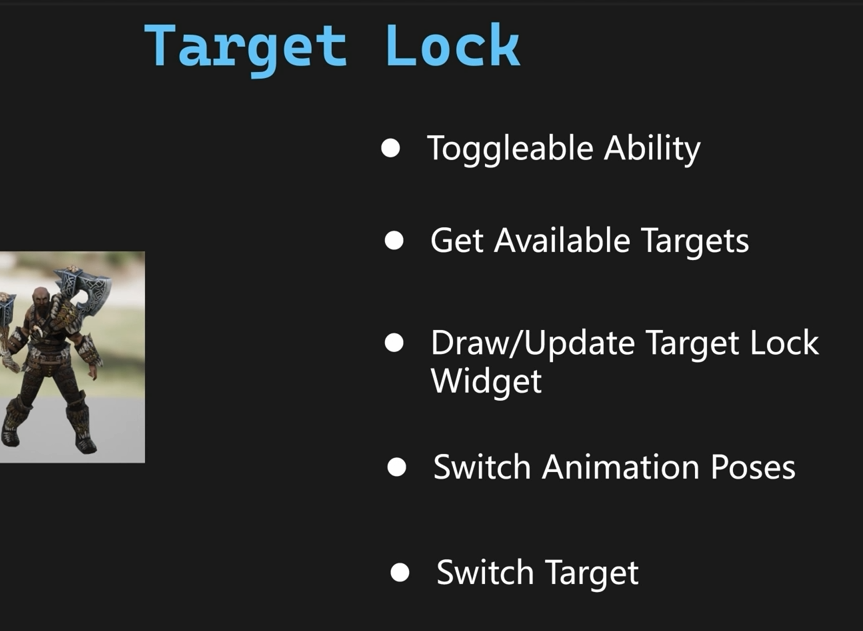 Target Lock
Toggleable Ability
Get Available Targets
Draw/Update Target Lock
Widget
Switch Animation Poses
Switch Target